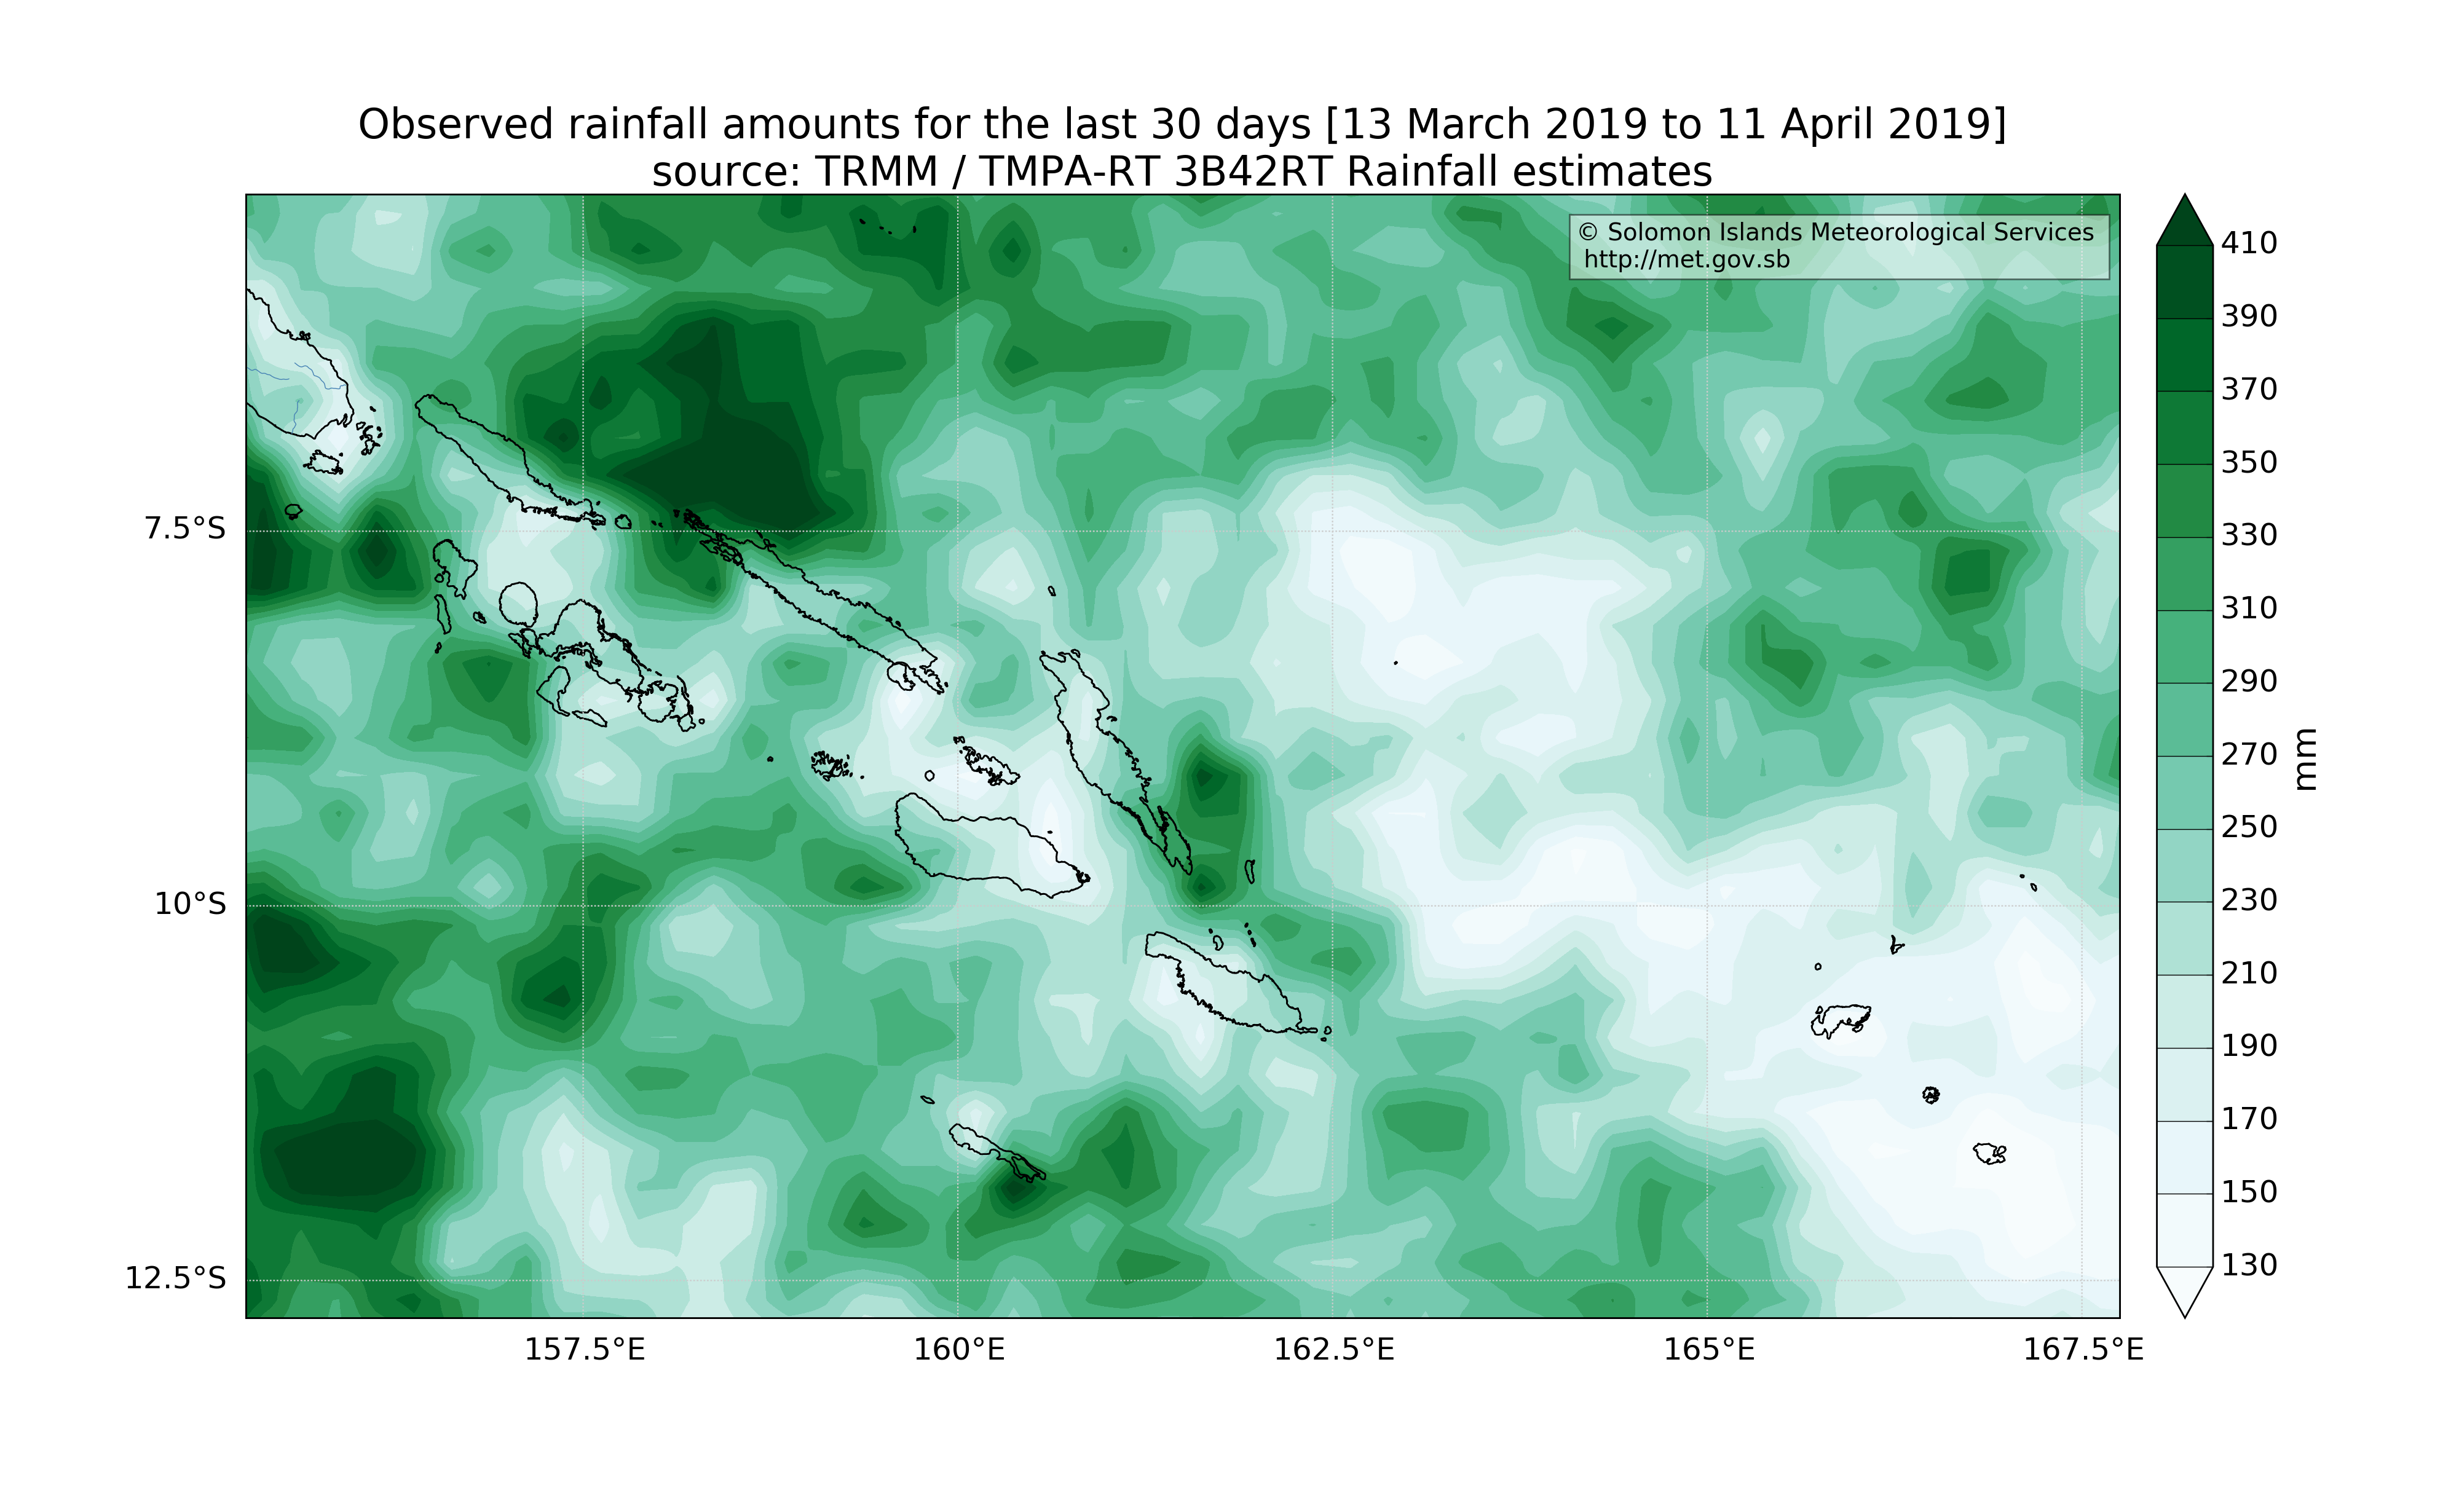 Observed rainfall amounts for the last 30 days [13 March 2019 to 11 April 2019]
source: TRMM / TMPA-RT 3B42RT Rainfall estimates
© Solomon Islands Meteorological Services
http://met.gov.sb
410
390
370
350
330
310
290
270
250
230
210
190
170
150
130
mm
7.5°S
10°S
12.5°S
157.5°E
160°E
162.5°E
165°E
167.5°E